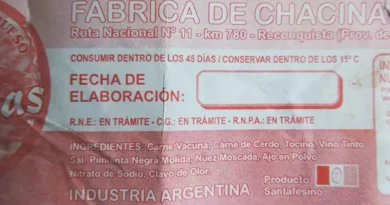 FABRICA DE CHACINA
Ruta Nacional Nº 11 - km 780 - Reconquista (Prov. de
CONSUMIR DENTRO DE LOS 45 DÍAS / CONSERVAR DENTRO DE LOS 15º C
QUESO
as
FECHA DE
ELABORACIÓN:
R.N.E.: EN TRÁMITE - C.G.: EN TRÁMITE - R.N.P.A.: EN TRÁMITE
INGREDIENTES: Carne Vacuna, Carne de Cerdo, Tocino, Vino Tinto
Sal, Pimienta Negra Molida, Nuez Moscada, Ajo en Polvo
Nitrato de Sodio, Clavo de Olor
Producto
Santafesino
INDUSTRIA ARGENTINA